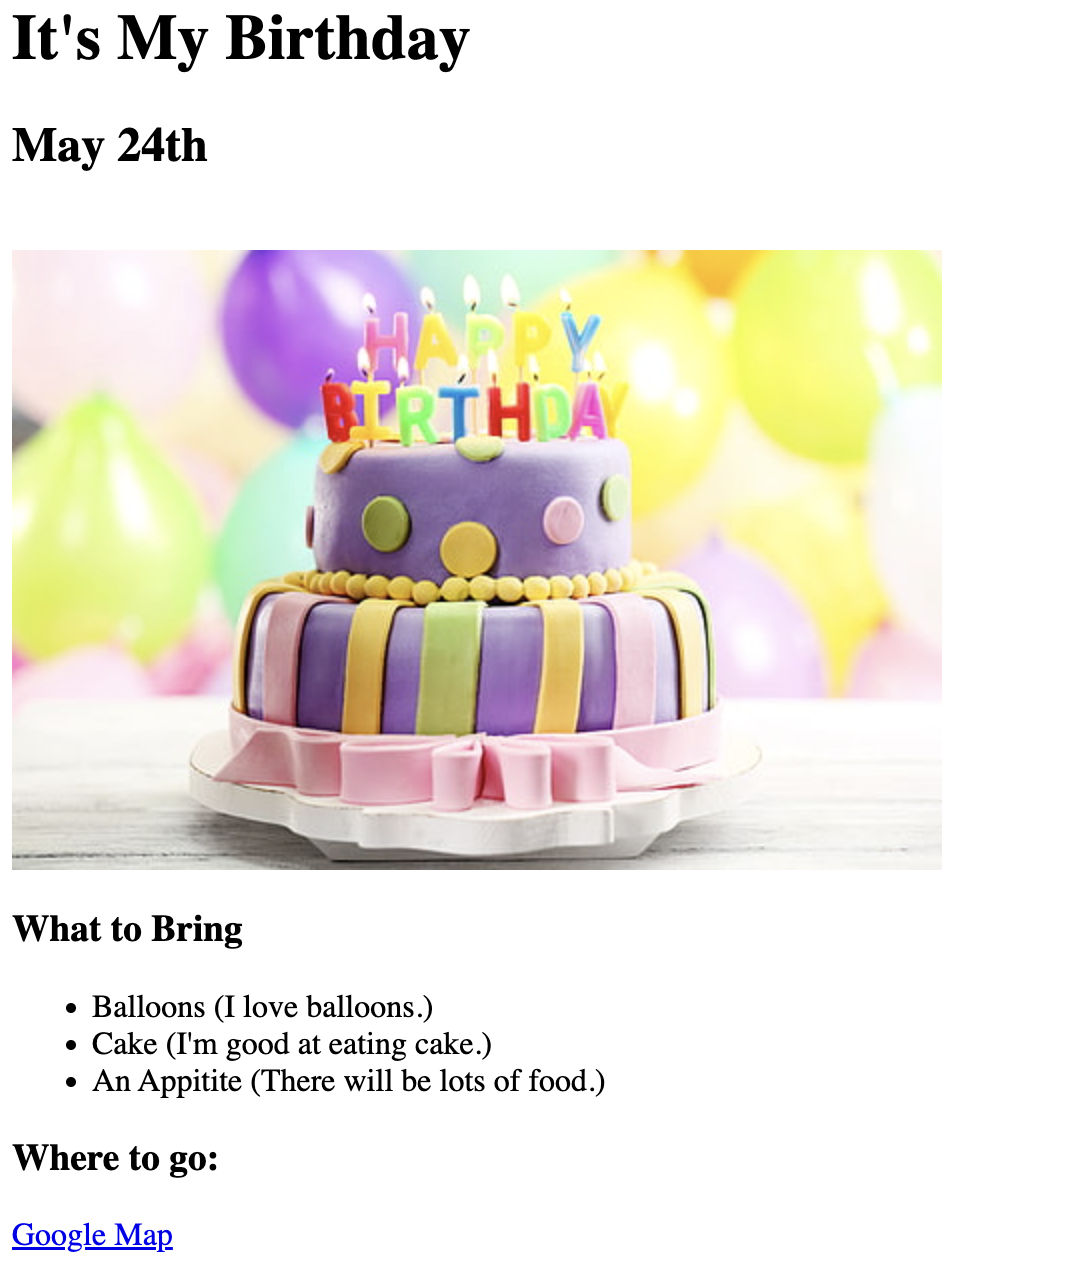 It's My Birthday
May 24th
HAPPY
BIRTHDAY
What to Bring
Balloons (I love balloons.)
Cake (I'm good at eating cake.)
An Appitite (There will be lots of food.)
Where to go:
Google Map